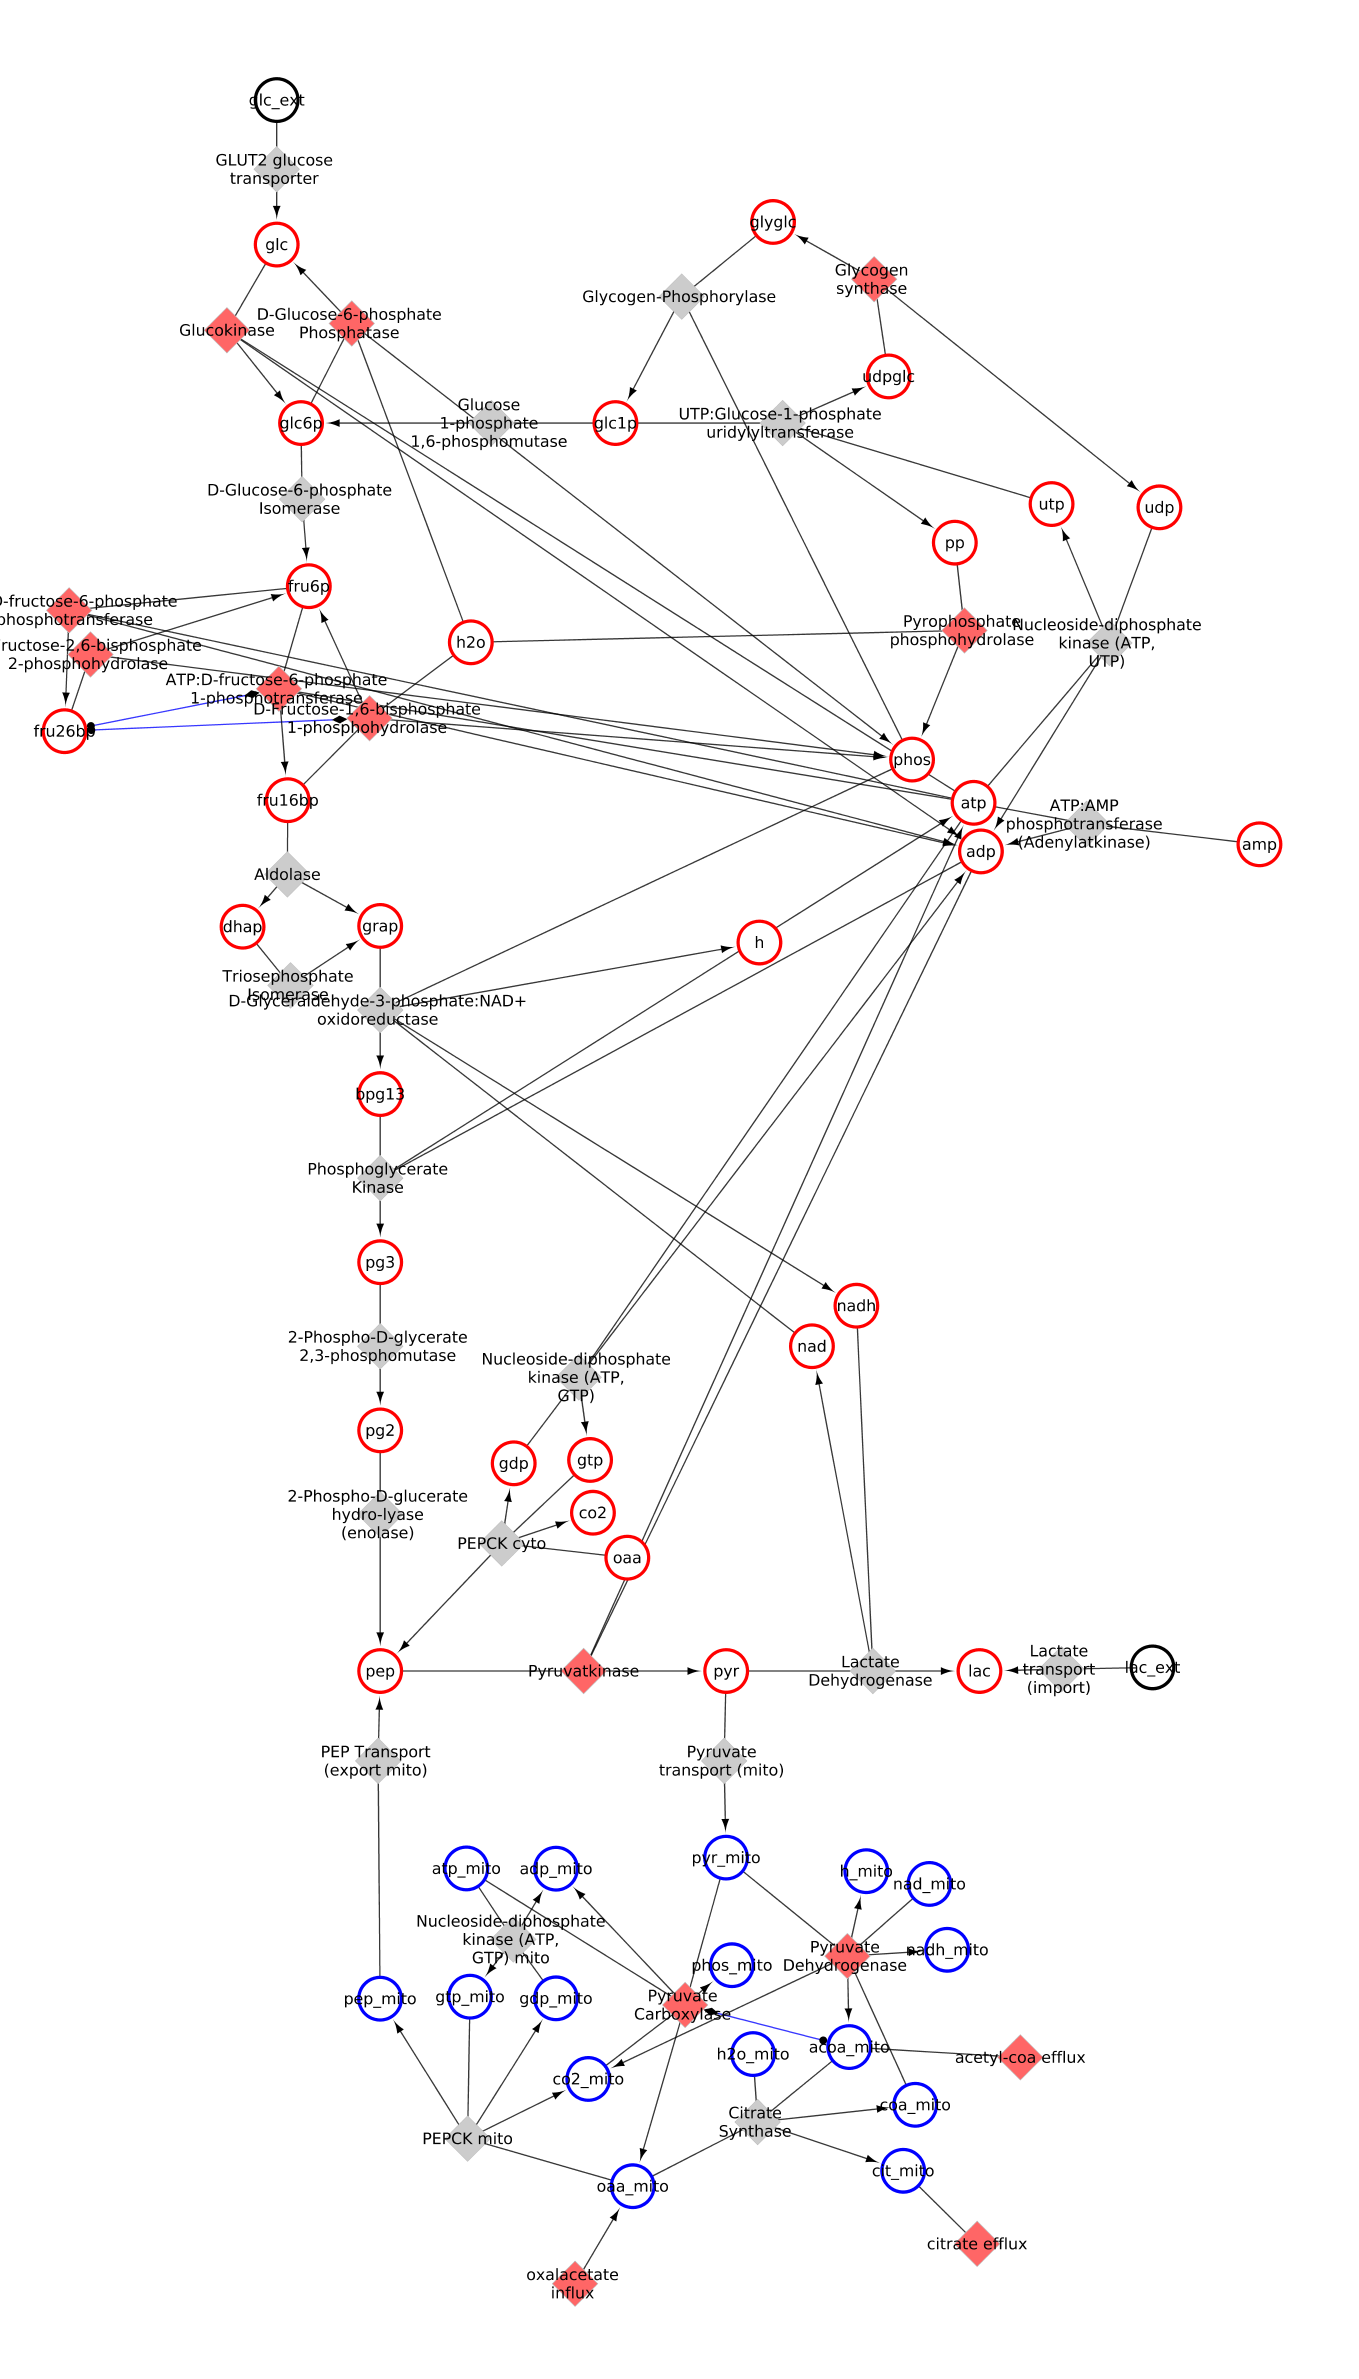 glc_ext
GLUT2 glucose
transporter
glc
glyglc
Glycogen
synthase
Glycogen-Phosphorylase
D-Glucose-6-phosphate
Phosphatase
Glucokinase
udpglc
Glucose
1-phosphate
1,6-phosphomutase
glc6p
glc1p
UTP:Glucose-1-phosphate
uridylyltransferase
D-Glucose-6-phosphate
Isomerase
utp
udp
pp
fru6p
D-fructose-6-phosphate
phosphotransferase
h2o
Pyrophosphate
phosphohydrolase
Nucleoside-diphosphate
kinase (ATP,
UTP)
ructose-2,6-bisphosphate
2-phosphohydrolase
ATP:D-fructose-6-phosphate
1-phosphotransferase
D-Fructose-1,6-bisphosphate
1-phosphohydrolase
fru26bp
phos
fru16bp
atp
ATP:AMP
phosphotransferase
(Adenylatkinase)
adp
amp
Aldolase
dhap
grap
h
Triosephosphate
Isomerase
D-Glyceraldehyde-3-phosphate:NAD+
oxidoreductase
bpg13
Phosphoglycerate
Kinase
pg3
nadh
2-Phospho-D-glycerate
2,3-phosphomutase
nad
Nucleoside-diphosphate
kinase (ATP,
GTP)
pg2
gdp
gtp
2-Phospho-D-glucerate
hydro-lyase
(enolase)
co2
PEPCK cyto
oaa
pep
Pyruvatkinase
pyr
Lactate
Dehydrogenase
lac
Lactate
transport
(import)
lac_ext
PEP Transport
(export mito)
Pyruvate
transport (mito)
atp_mito
adp_mito
pyr_mito
h_mito
nad_mito
Nucleoside-diphosphate
kinase (ATP,
GTP) mito
Pyruvate
Dehydrogenase
nadh_mito
phos_mito
pep_mito
gtp_mito
gdp_mito
Pyruvate
Carboxylase
h2o_mito
acoa_mito
acetyl-coa efflux
co2_mito
coa_mito
Citrate
Synthase
PEPCK mito
cit_mito
oaa_mito
citrate efflux
oxalacetate
influx